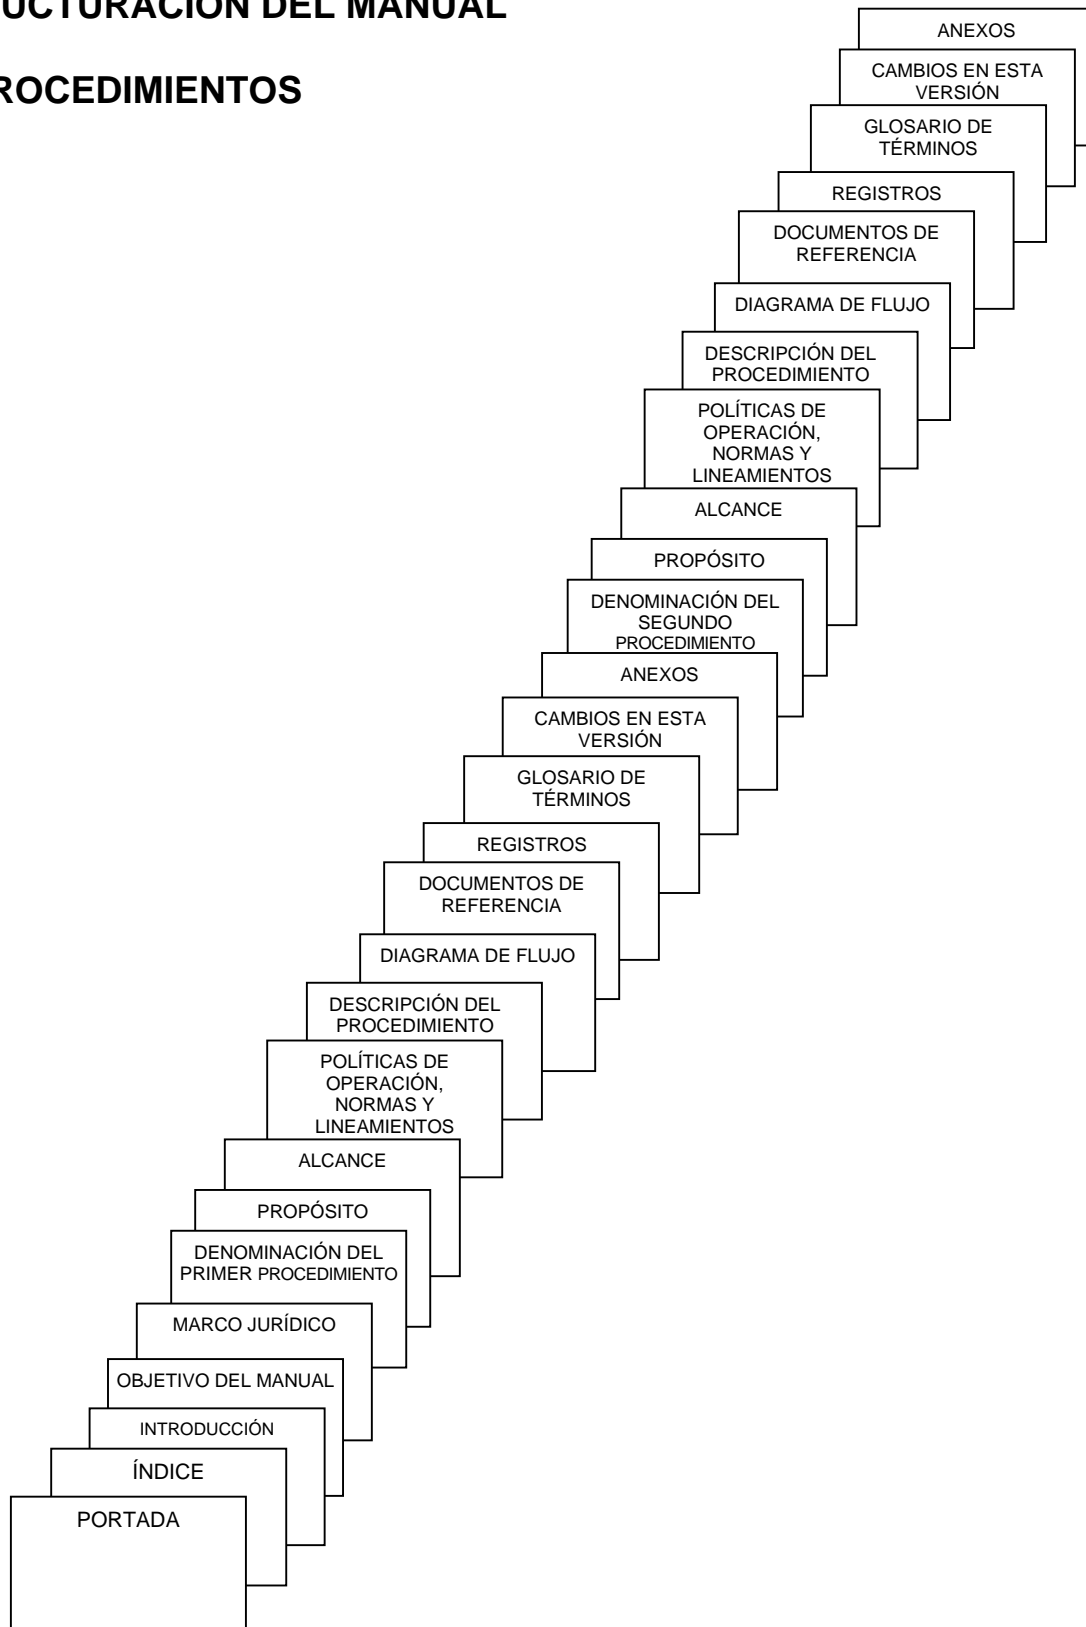 UCTURACIÓN DEL MANUAL
ROCEDIMIENTOS
ANEXOS
CAMBIOS EN ESTA
VERSIÓN
GLOSARIO DE
TÉRMINOS
REGISTROS
DOCUMENTOS DE
REFERENCIA
DIAGRAMA DE FLUJO
DESCRIPCIÓN DEL
PROCEDIMIENTO
POLÍTICAS DE
OPERACIÓN,
NORMAS Y
LINEAMIENTOS
ALCANCE
PROPÓSITO
DENOMINACIÓN DEL
SEGUNDO
PROCEDIMIENTO
ANEXOS
CAMBIOS EN ESTA
VERSIÓN
GLOSARIO DE
TÉRMINOS
REGISTROS
DOCUMENTOS DE
REFERENCIA
DIAGRAMA DE FLUJO
DESCRIPCIÓN DEL
PROCEDIMIENTO
POLÍTICAS DE
OPERACIÓN,
NORMAS Y
LINEAMIENTOS
ALCANCE
PROPÓSITO
DENOMINACIÓN DEL
PRIMER PROCEDIMIENTO
MARCO JURÍDICO
OBJETIVO DEL MANUAL
INTRODUCCIÓN
ÍNDICE
PORTADA